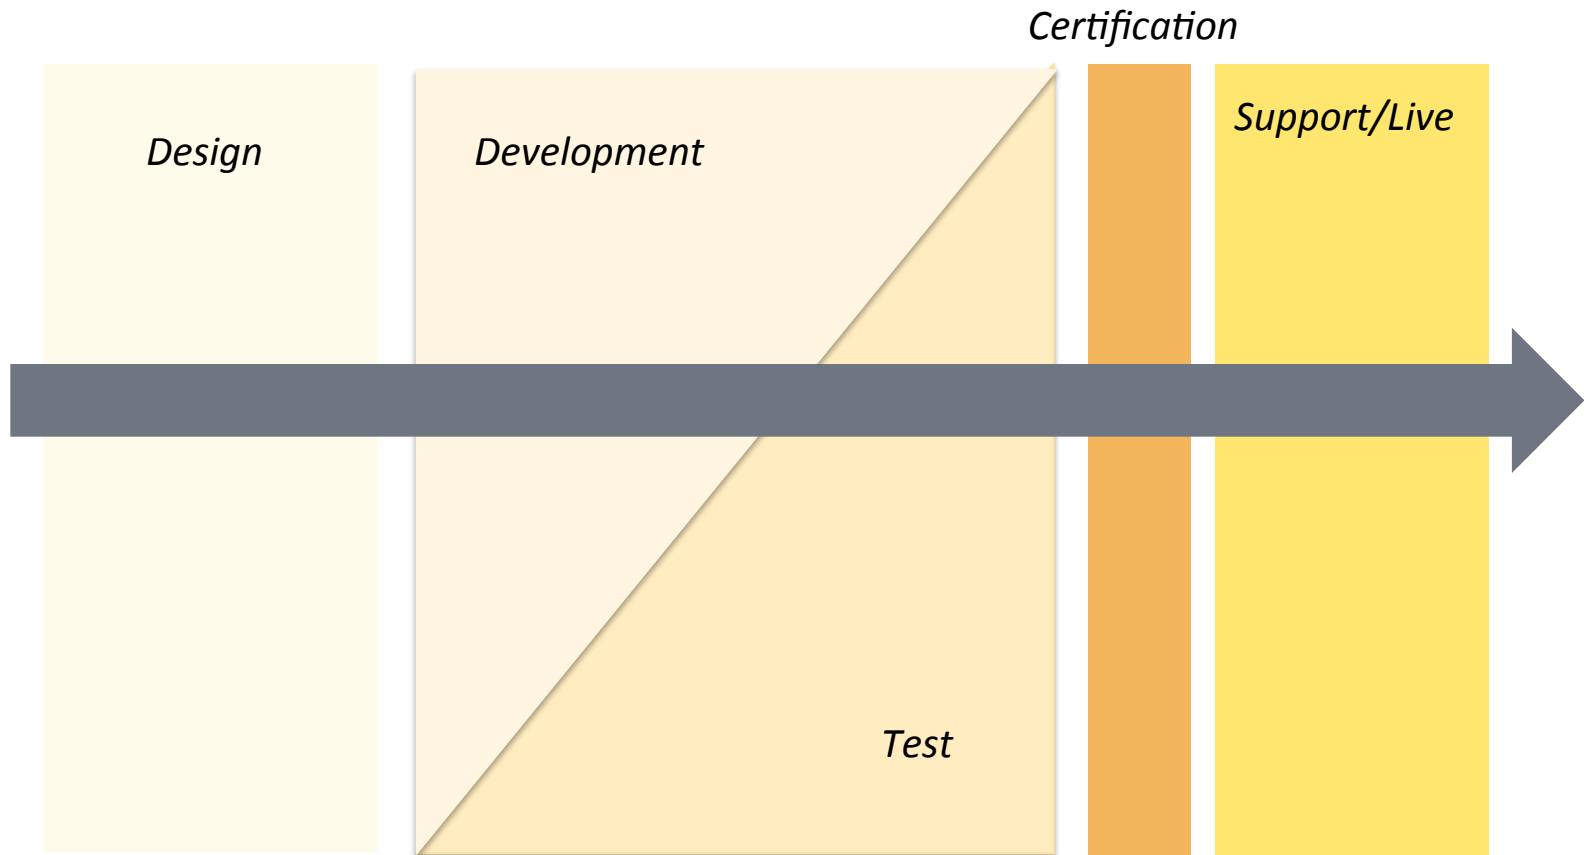 Certification
Design
Development
Support/Live
Test